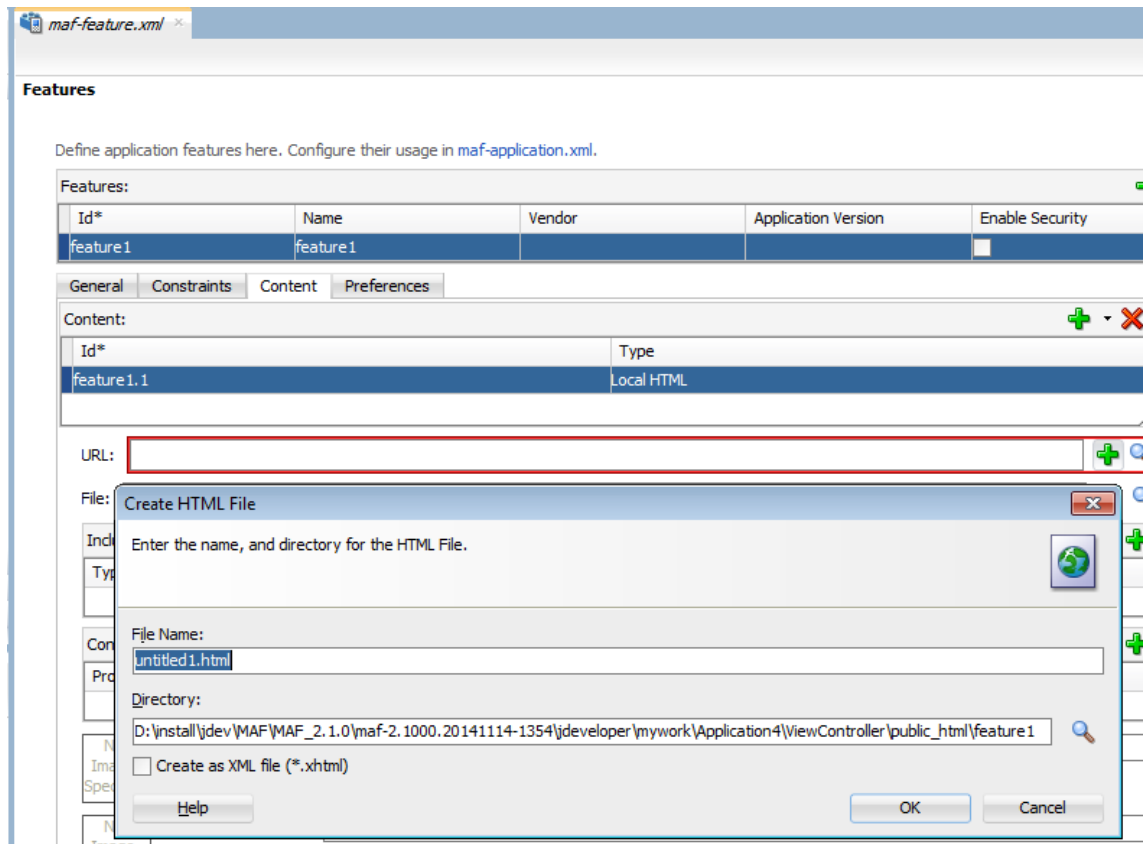 maf-feature.xml
Features
Define application features here. Configure their usage in maf-application.xml.
Features:
Id* Name Vendor Application Version Enable Security
feature1 feature1
General Constraints Content Preferences
Content:
Id* Type
feature1.1 Local HTML
URL:
File:
Create HTML File
Enter the name, and directory for the HTML File.
File Name:
untitled1.html
Directory:
D:\install\jdev\MAF\MAF_2.1.0\maf-2.1000.20141114-1354\jdeveloper\mywork\Application4\ViewController\public_html\feature1
Create as XML file (*.xhtml)
Help OK Cancel